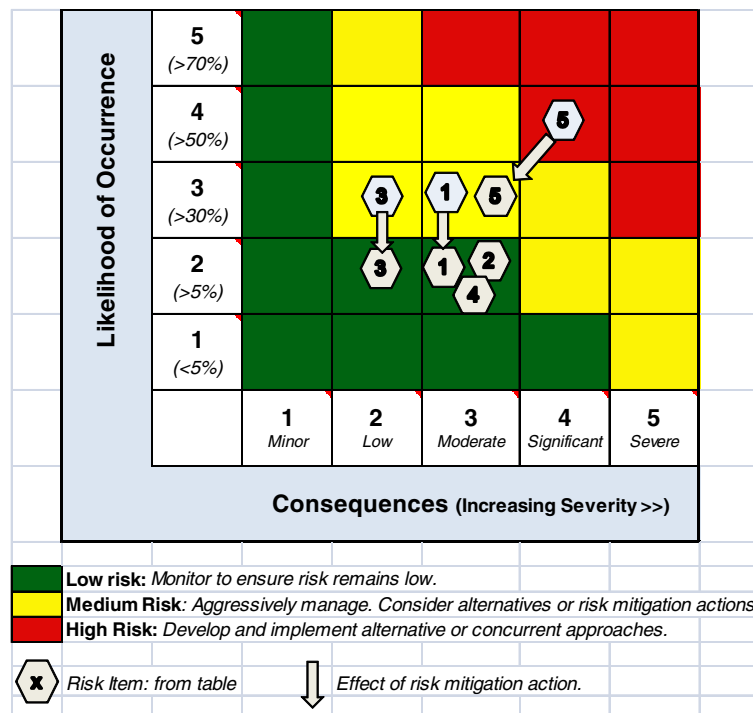 Likelihood of Occurrence
5
(>70%)
4
(>50%)
5
3
(>30%)
3
1
5
2
(>5%)
3
1
2
4
1
(<5%)
1
Minor
2
Low
3
Moderate
4
Significant
5
Severe
Consequences (Increasing Severity >>)
Low risk: Monitor to ensure risk remains low.
Medium Risk: Aggressively manage. Consider alternatives or risk mitigation actions
High Risk: Develop and implement alternative or concurrent approaches.
x Risk Item: from table
Effect of risk mitigation action.